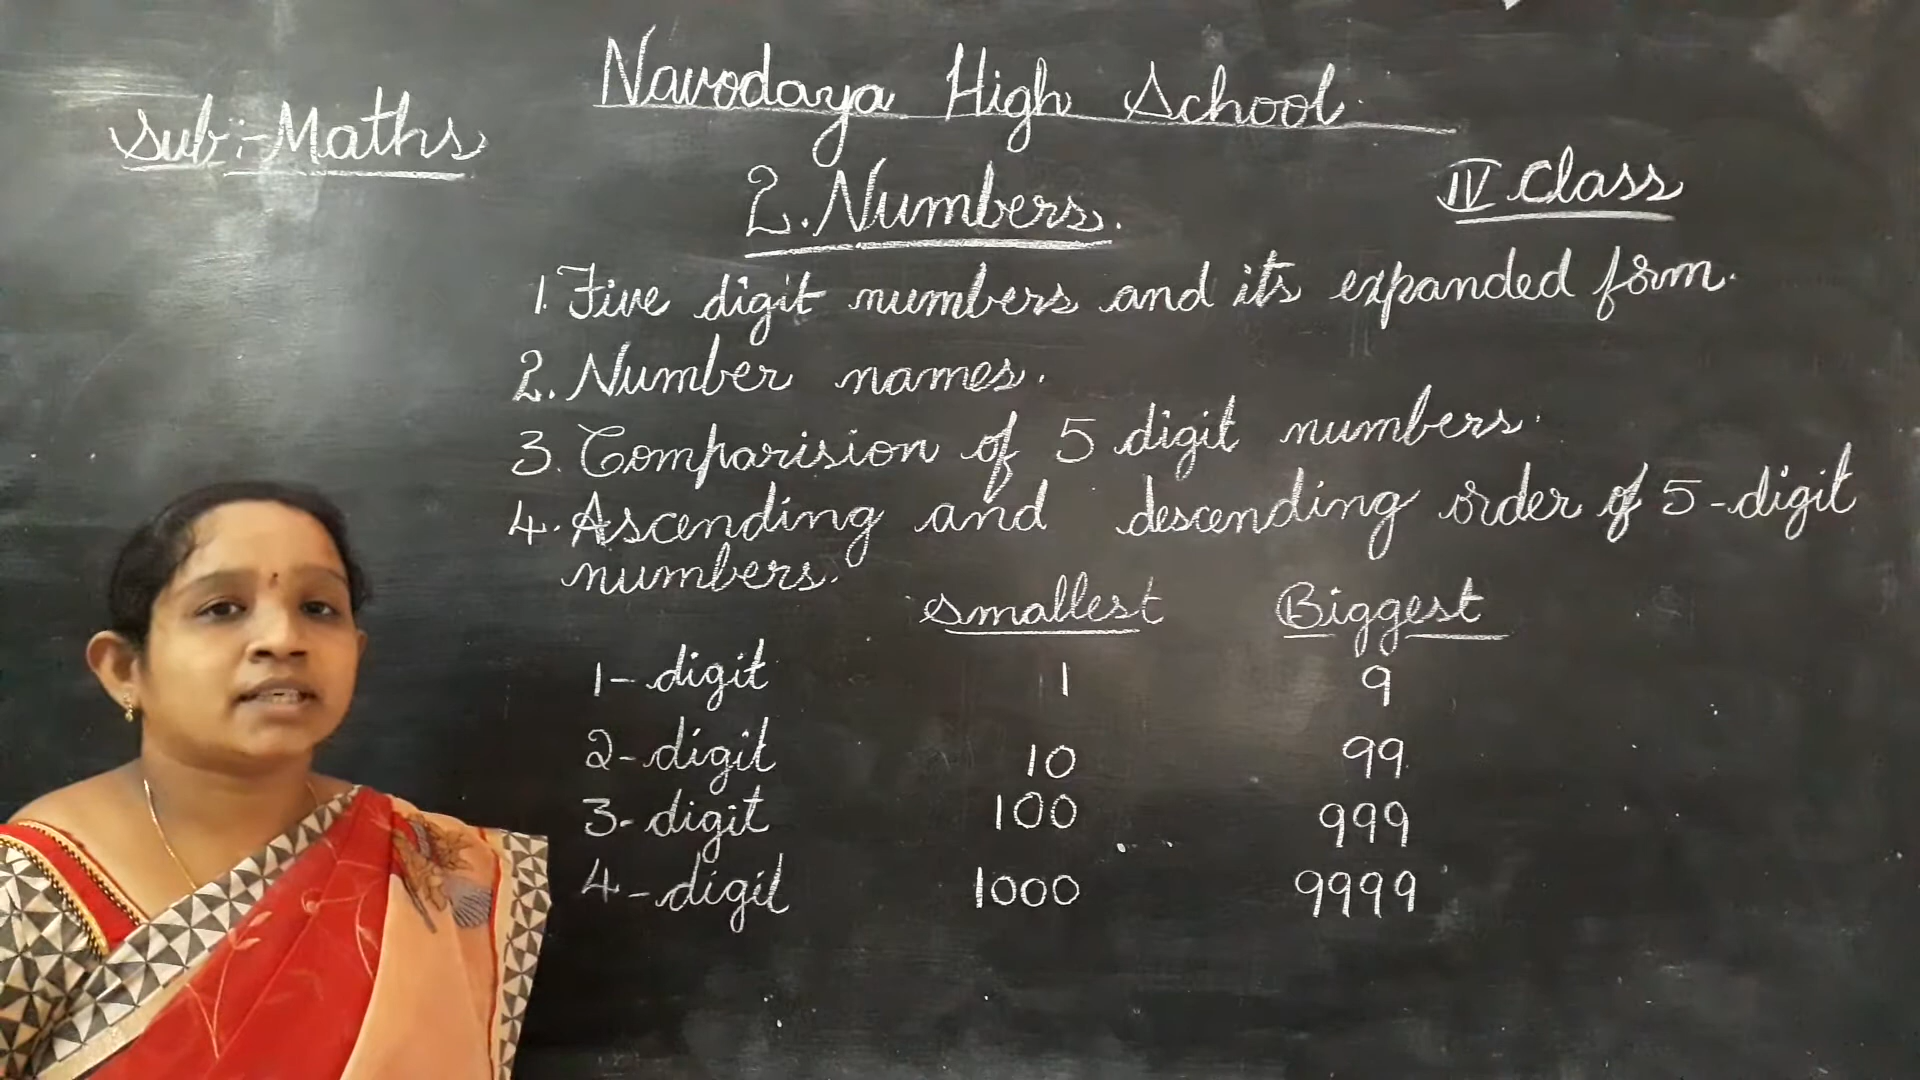 Navodaya High School.
Sub:- Maths
2. Numbers.
IV Class
1. Five digit numbers and its expanded form.
2. Number names.
3. Comparision of 5 digit numbers.
4. Ascending and descending order of 5-digit
numbers.
smallest Biggest
1- digit 1 9
2- digit 10 99
3- digit 100 999
4- digit 1000 9999